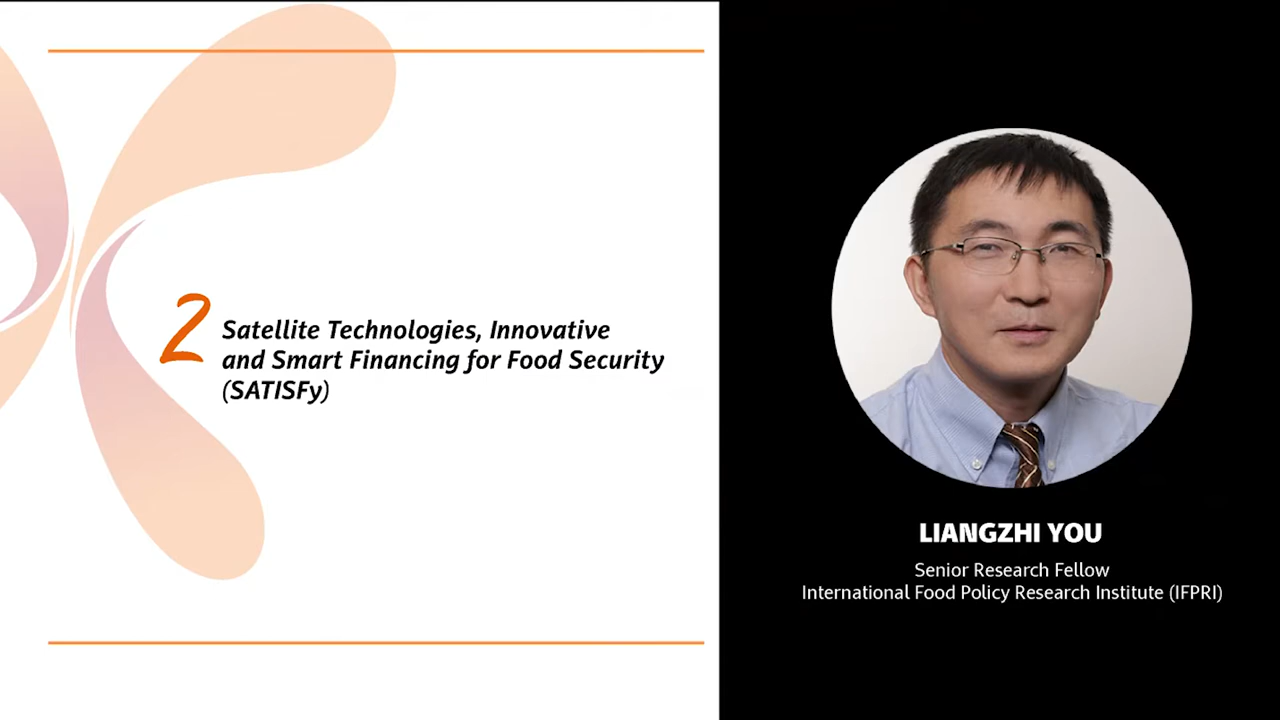 2
Satellite Technologies, Innovative
and Smart Financing for Food Security
(SATISFy)
LIANGZHI YOU
Senior Research Fellow
International Food Policy Research Institute (IFPRI)